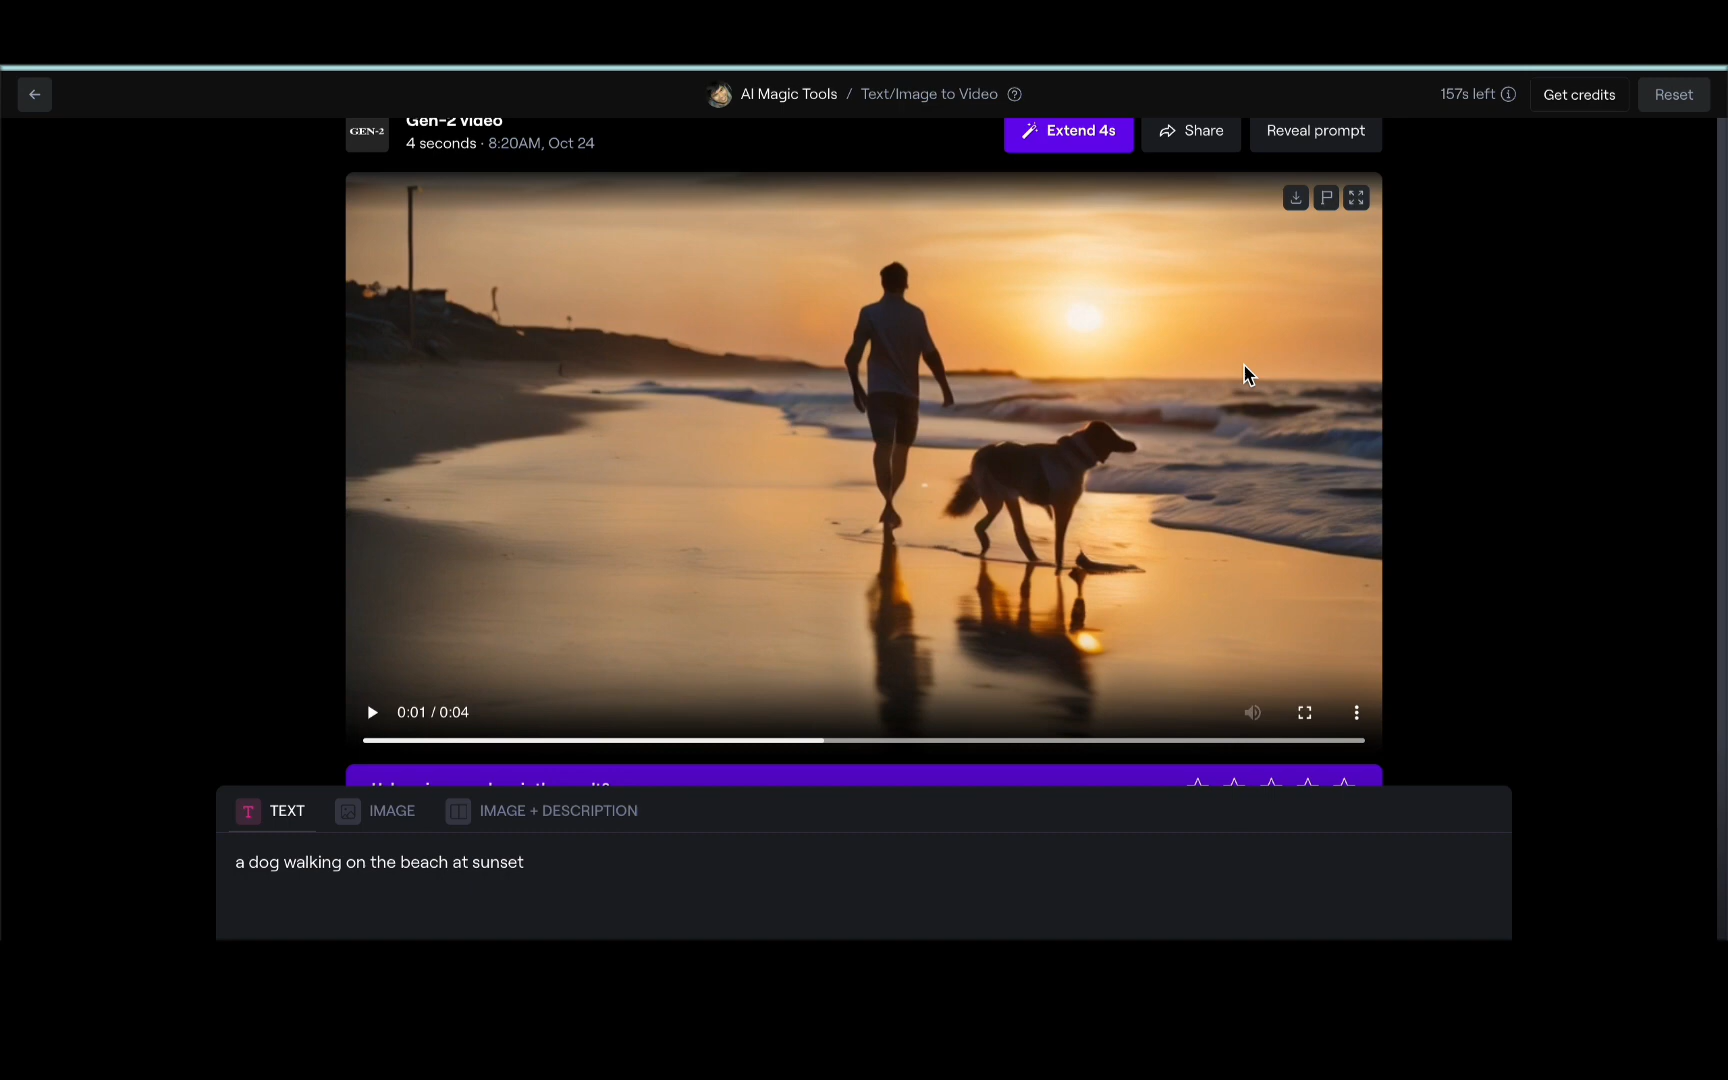 AI Magic Tools / Text/Image to Video
157s left
Get credits
Reset
GEN-2
Gen-2 video
4 seconds · 8:20AM, Oct 24
Extend 4s
Share
Reveal prompt
0:01 / 0:04
TEXT
IMAGE
IMAGE + DESCRIPTION
a dog walking on the beach at sunset